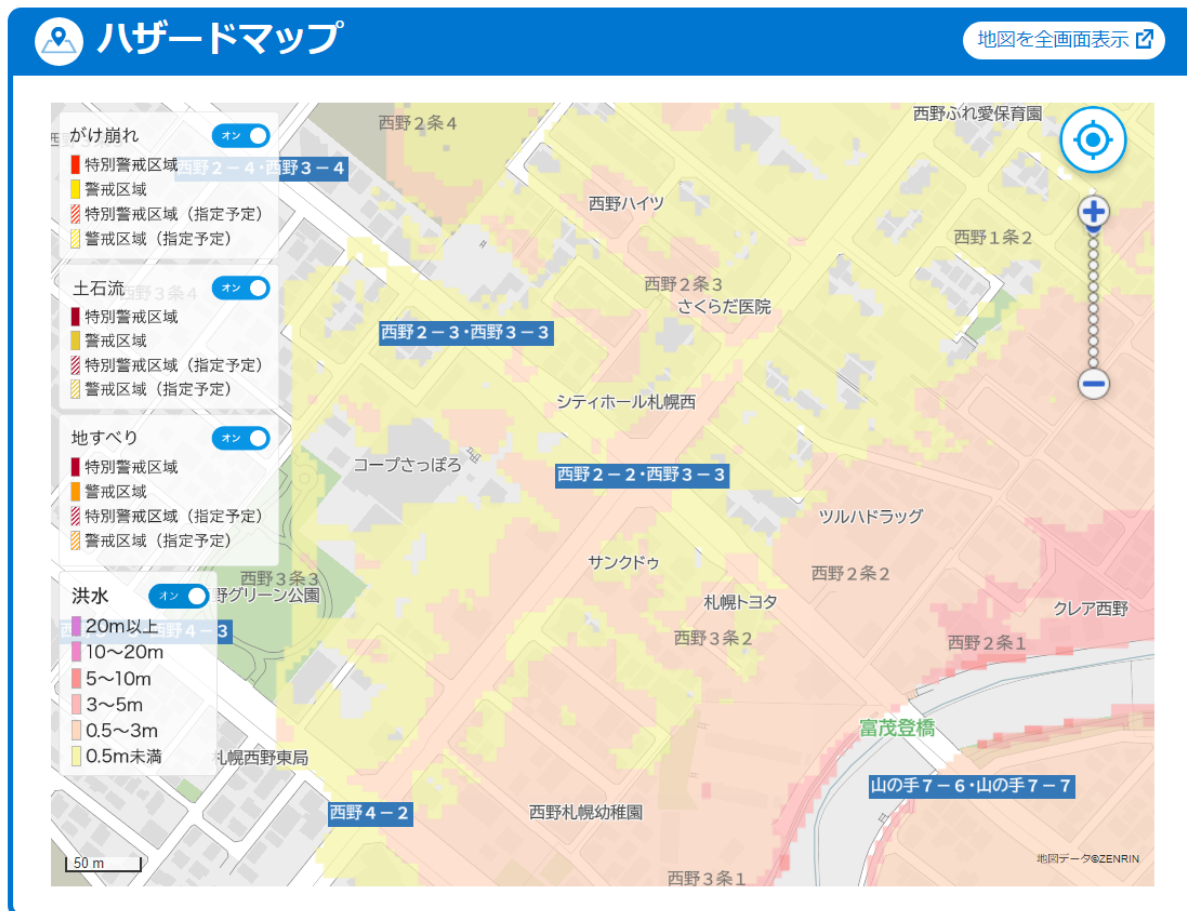 ハザードマップ
地図を全画面表示
がけ崩れ オン
特別警戒区域
警戒区域
特別警戒区域（指定予定）
警戒区域（指定予定）
土石流 オン
特別警戒区域
警戒区域
特別警戒区域（指定予定）
警戒区域（指定予定）
地すべり オン
特別警戒区域
警戒区域
特別警戒区域（指定予定）
警戒区域（指定予定）
洪水 オン
20m以上
10〜20m
5〜10m
3〜5m
0.5〜3m
0.5m未満
西野２条４
西野ふれ愛保育園
西野２－４・西野３－４
西野ハイツ
西野１条２
西野２条３
さくらだ医院
西野３条４
西野２－３・西野３－３
シティホール札幌西
コープさっぽろ
西野２－２・西野３－３
ツルハドラッグ
サンクドゥ
西野２条２
西野３条３
野グリーン公園
札幌トヨタ
クレア西野
４－３
西野３条２
西野２条１
富茂登橋
札幌西野東局
山の手７－６・山の手７－７
西野４－２
西野札幌幼稚園
50 m
地図データ©ZENRIN
西野３条１